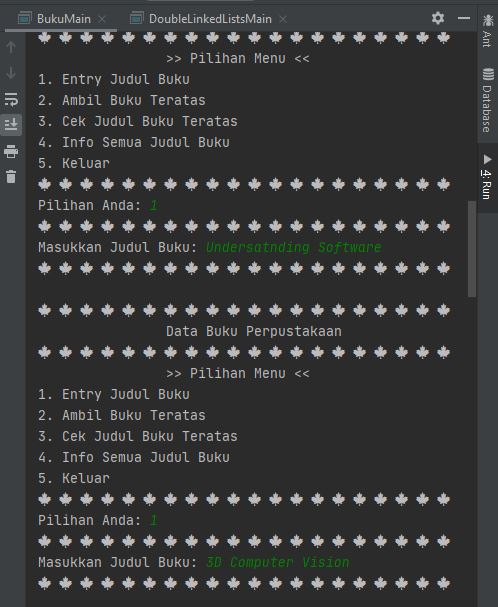 BukuMain × DoubleLinkedListsMain ×
>> Pilihan Menu <<
1. Entry Judul Buku
2. Ambil Buku Teratas
3. Cek Judul Buku Teratas
4. Info Semua Judul Buku
5. Keluar
Pilihan Anda: 1
Masukkan Judul Buku: Undersatnding Software
Data Buku Perpustakaan
>> Pilihan Menu <<
1. Entry Judul Buku
2. Ambil Buku Teratas
3. Cek Judul Buku Teratas
4. Info Semua Judul Buku
5. Keluar
Pilihan Anda: 1
Masukkan Judul Buku: 3D Computer Vision
Ant
Database
4: Run